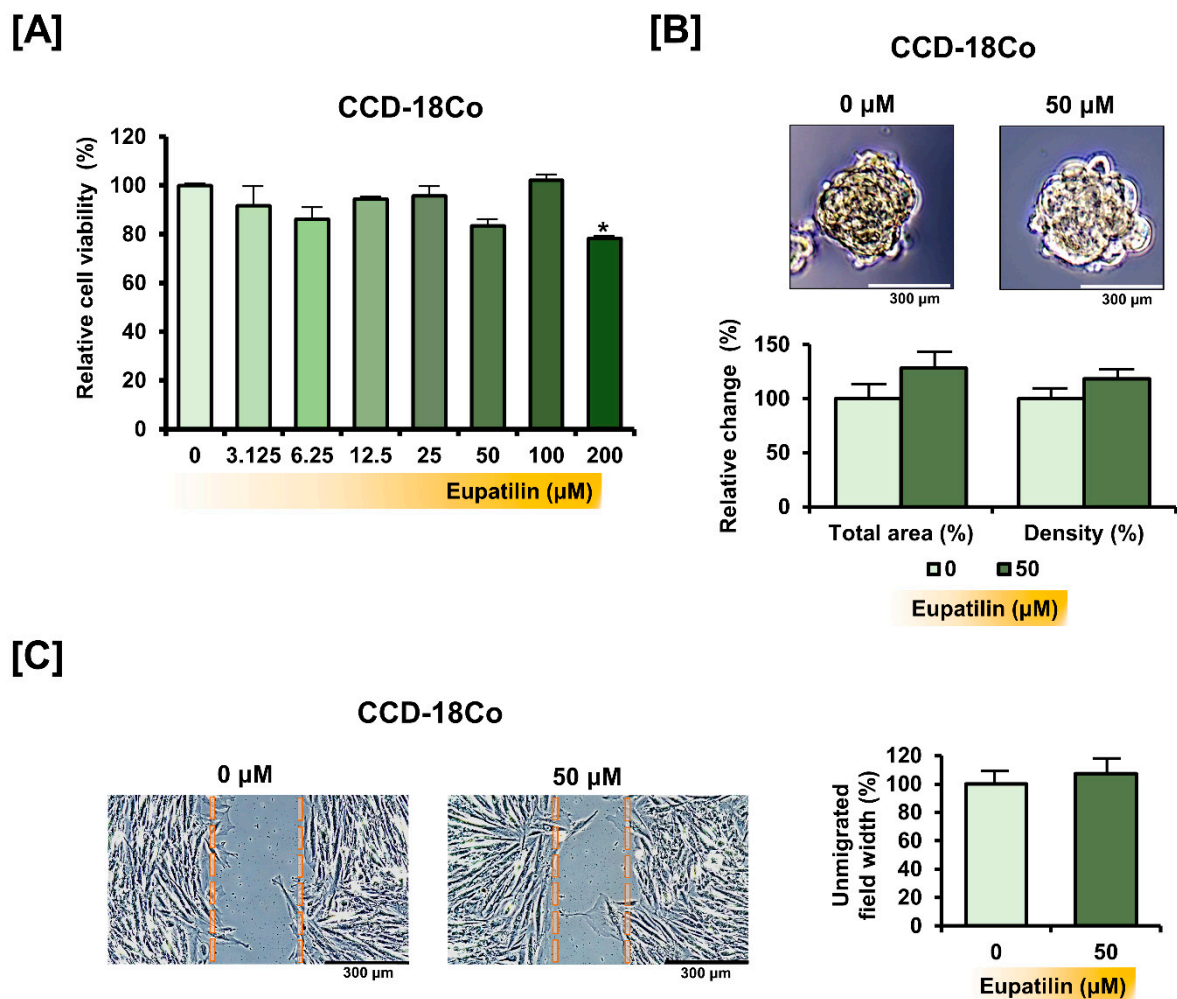 [A]
CCD-18Co
Relative cell viability (%)
120
100
80
60
40
20
0
0 3.125 6.25 12.5 25 50 100 200
*
Eupatilin (µM)
[B]
CCD-18Co
0 µM 50 µM
300 µm 300 µm
Relative change (%)
150
100
50
0
Total area (%) Density (%)
0 50
Eupatilin (µM)
[C]
CCD-18Co
0 µM 50 µM
300 µm 300 µm
Unmigrated
field width (%)
120
100
80
60
40
20
0
0 50
Eupatilin (µM)